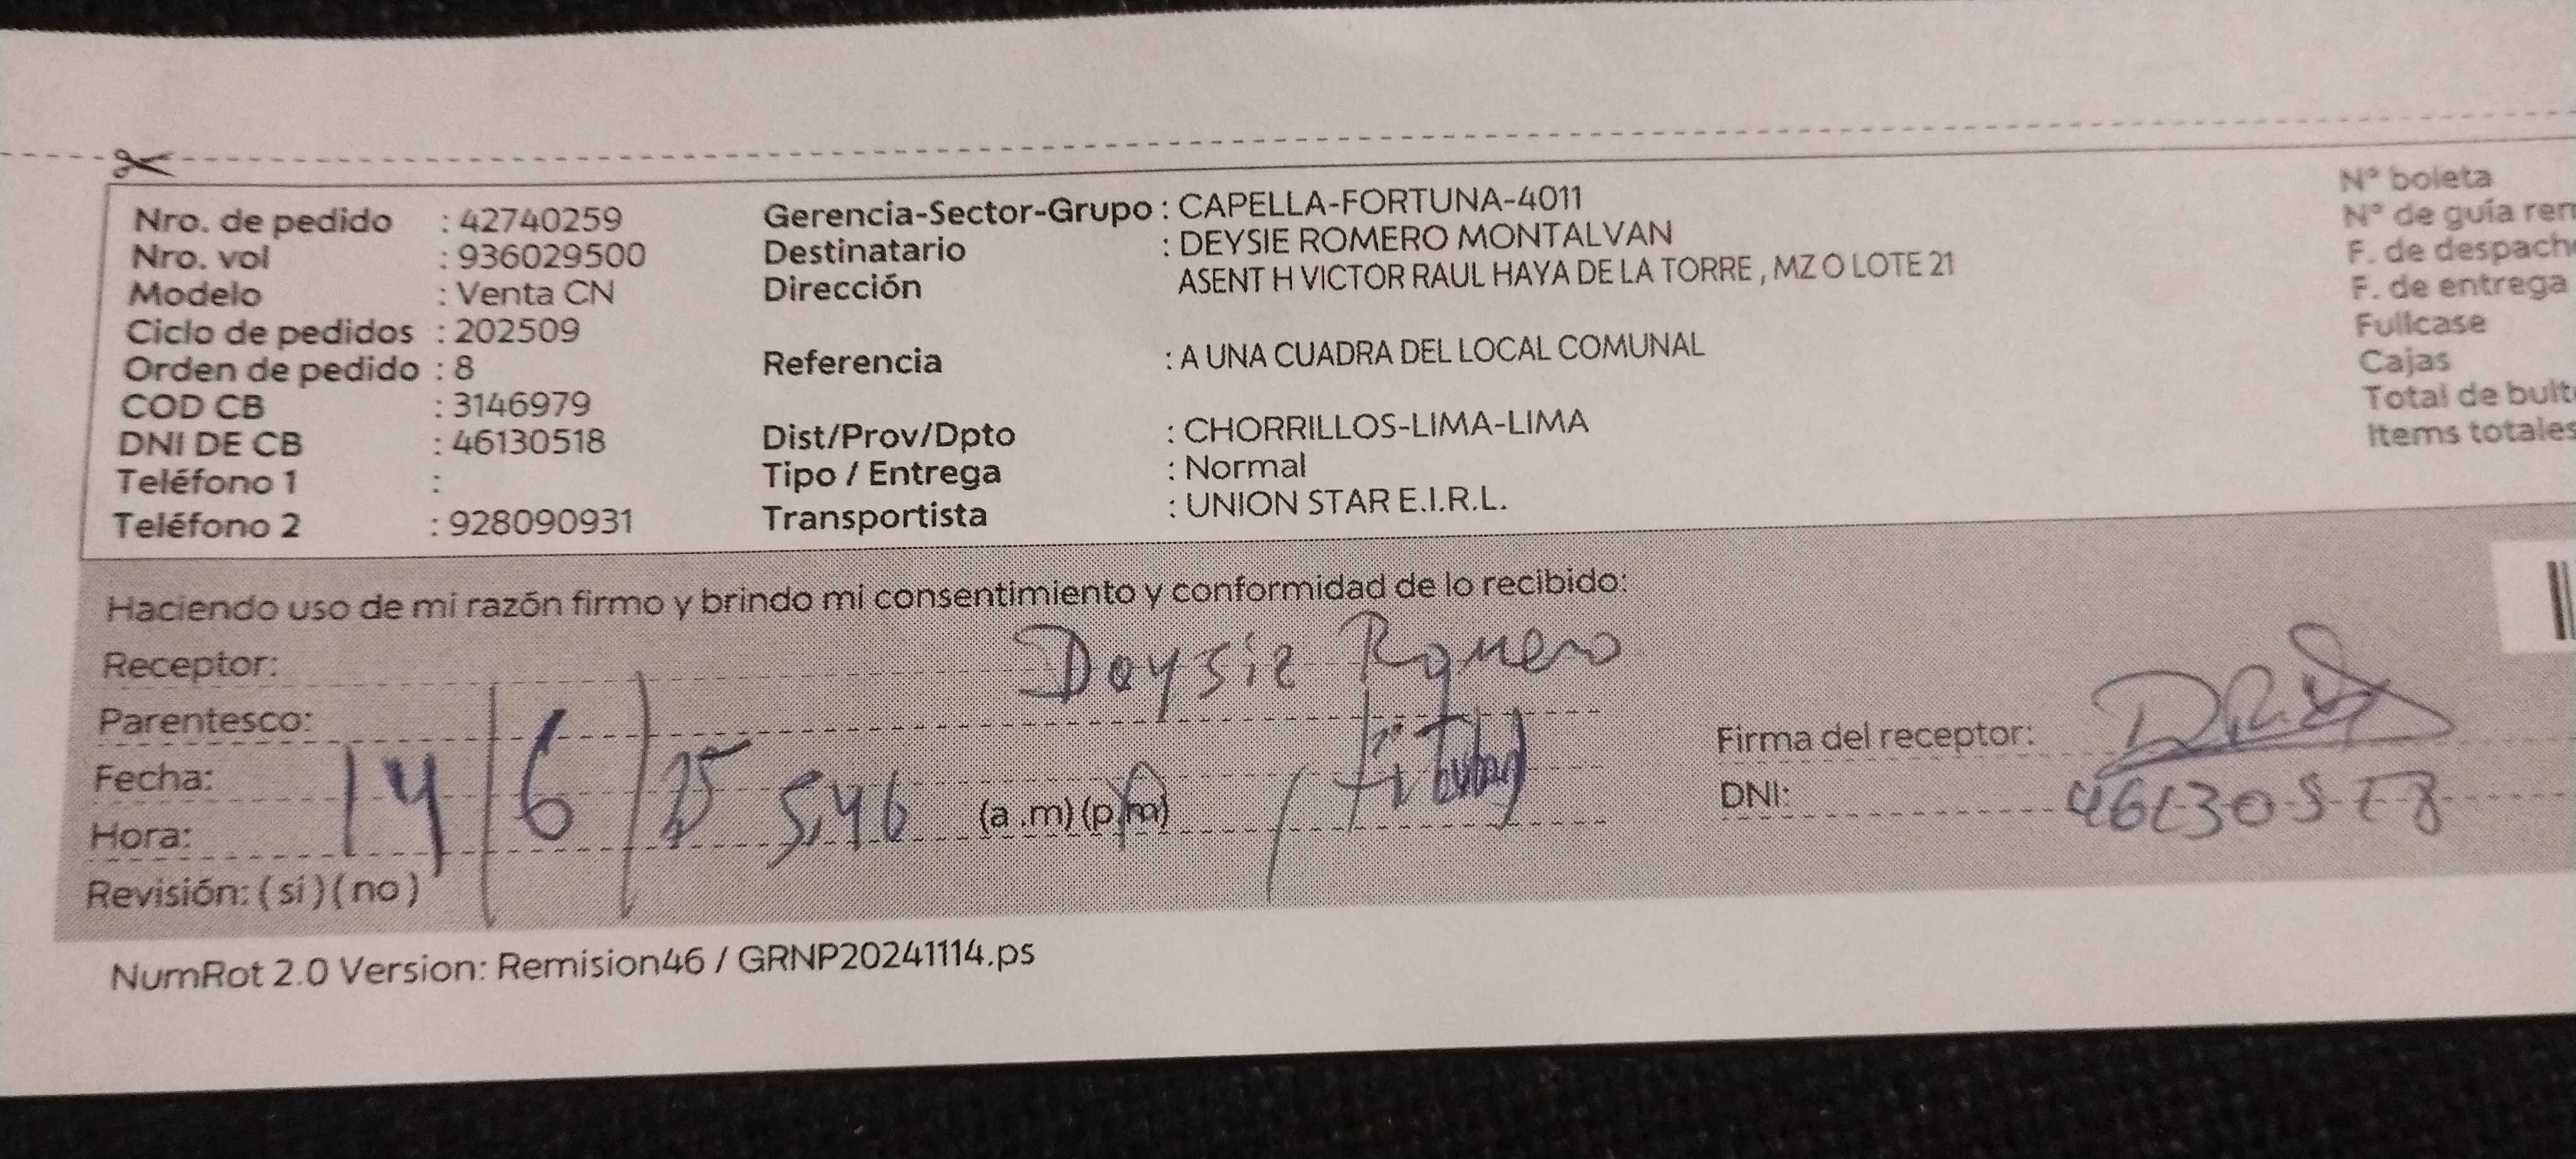 Nro. de pedido : 42740259
Nro. vol : 936029500
Modelo : Venta CN
Ciclo de pedidos : 202509
Orden de pedido : 8
COD CB : 3146979
DNI DE CB : 46130518
Teléfono 1 :
Teléfono 2 : 928090931
Gerencia-Sector-Grupo : CAPELLA-FORTUNA-4011
Destinatario : DEYSIE ROMERO MONTALVAN
Dirección ASENT H VICTOR RAUL HAYA DE LA TORRE , MZ O LOTE 21
Referencia : A UNA CUADRA DEL LOCAL COMUNAL
Dist/Prov/Dpto : CHORRILLOS-LIMA-LIMA
Tipo / Entrega : Normal
Transportista : UNION STAR E.I.R.L.
N° boleta
N° de guía rem
F. de despacho
F. de entrega
Fullcase
Cajas
Total de bult
Items totales
Haciendo uso de mi razón firmo y brindo mi consentimiento y conformidad de lo recibido:
Receptor: Deysie Romero
Parentesco: / titular
Fecha: 14/6/25
Hora: 5:46 (a .m) (p.m)
Revisión: (si) (no)
Firma del receptor:
DNI: 46130518
NumRot 2.0 Version: Remision46 / GRNP20241114.ps